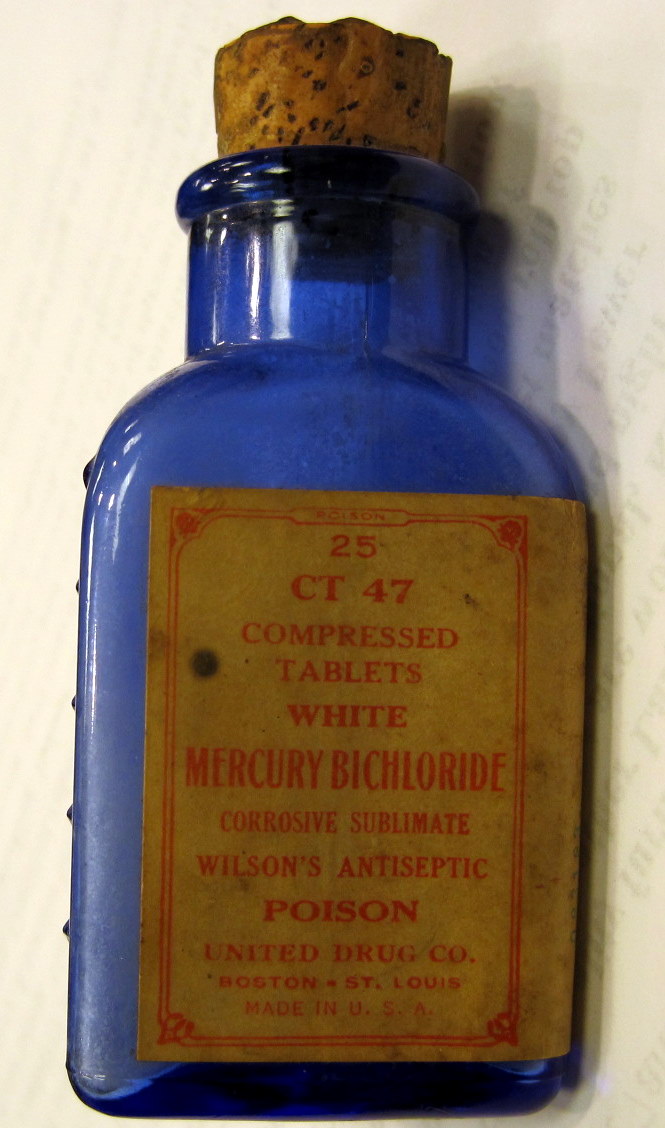 POISON
25
CT 47
COMPRESSED
TABLETS
WHITE
MERCURY BICHLORIDE
CORROSIVE SUBLIMATE
WILSON'S ANTISEPTIC
POISON
UNITED DRUG CO.
BOSTON - ST. LOUIS
MADE IN U. S. A.